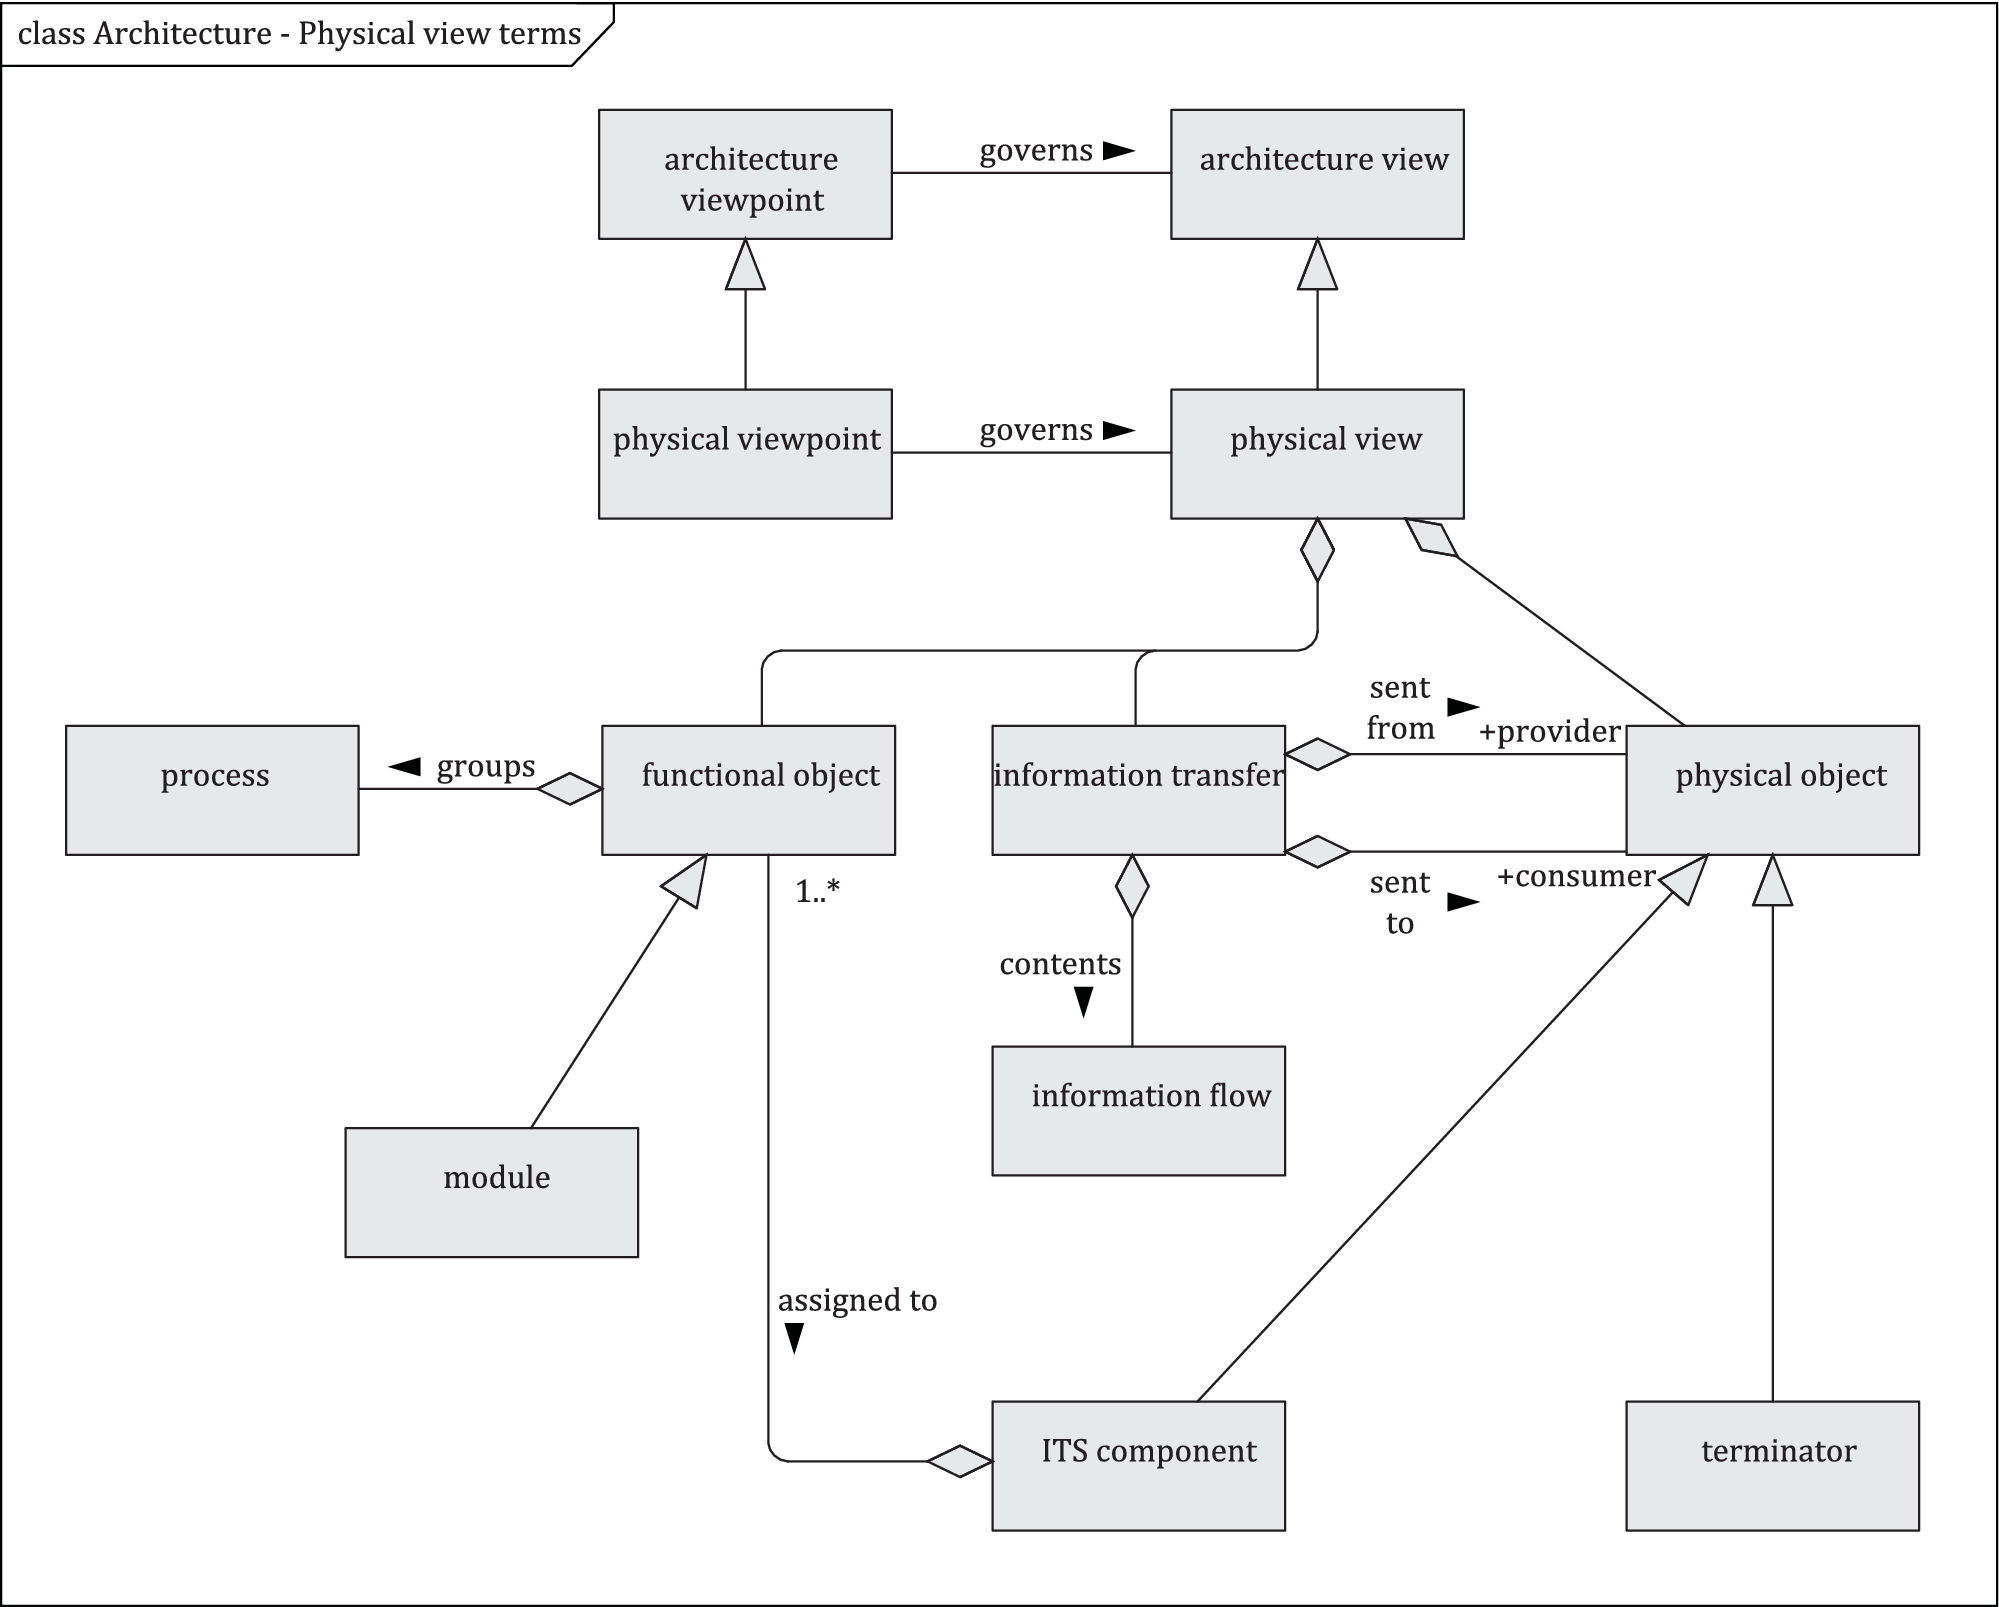 class Architecture - Physical view terms
architecture
viewpoint
governs
architecture view
physical viewpoint
governs
physical view
sent
from
+provider
process
groups
functional object
information transfer
physical object
1..*
sent
to
+consumer
contents
information flow
module
assigned to
ITS component
terminator